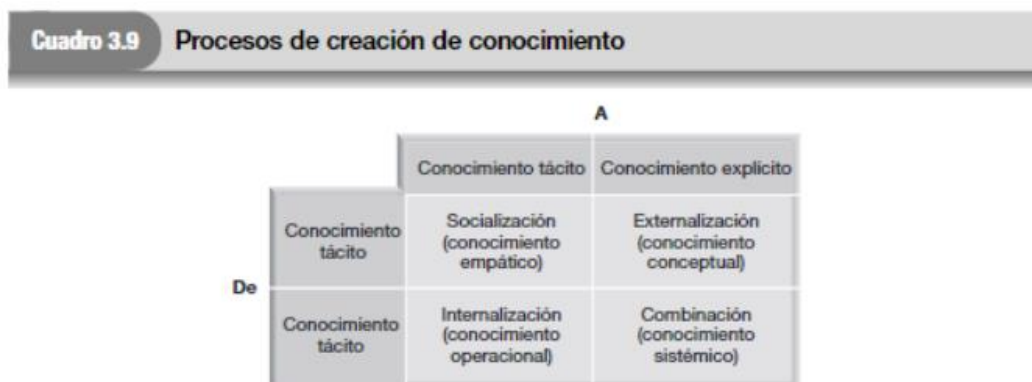 Cuadro 3.9 Procesos de creación de conocimiento
A
Conocimiento tácito Conocimiento explícito
Conocimiento
tácito
Socialización
(conocimiento
empático)
Externalización
(conocimiento
conceptual)
De
Conocimiento
tácito
Internalización
(conocimiento
operacional)
Combinación
(conocimiento
sistémico)